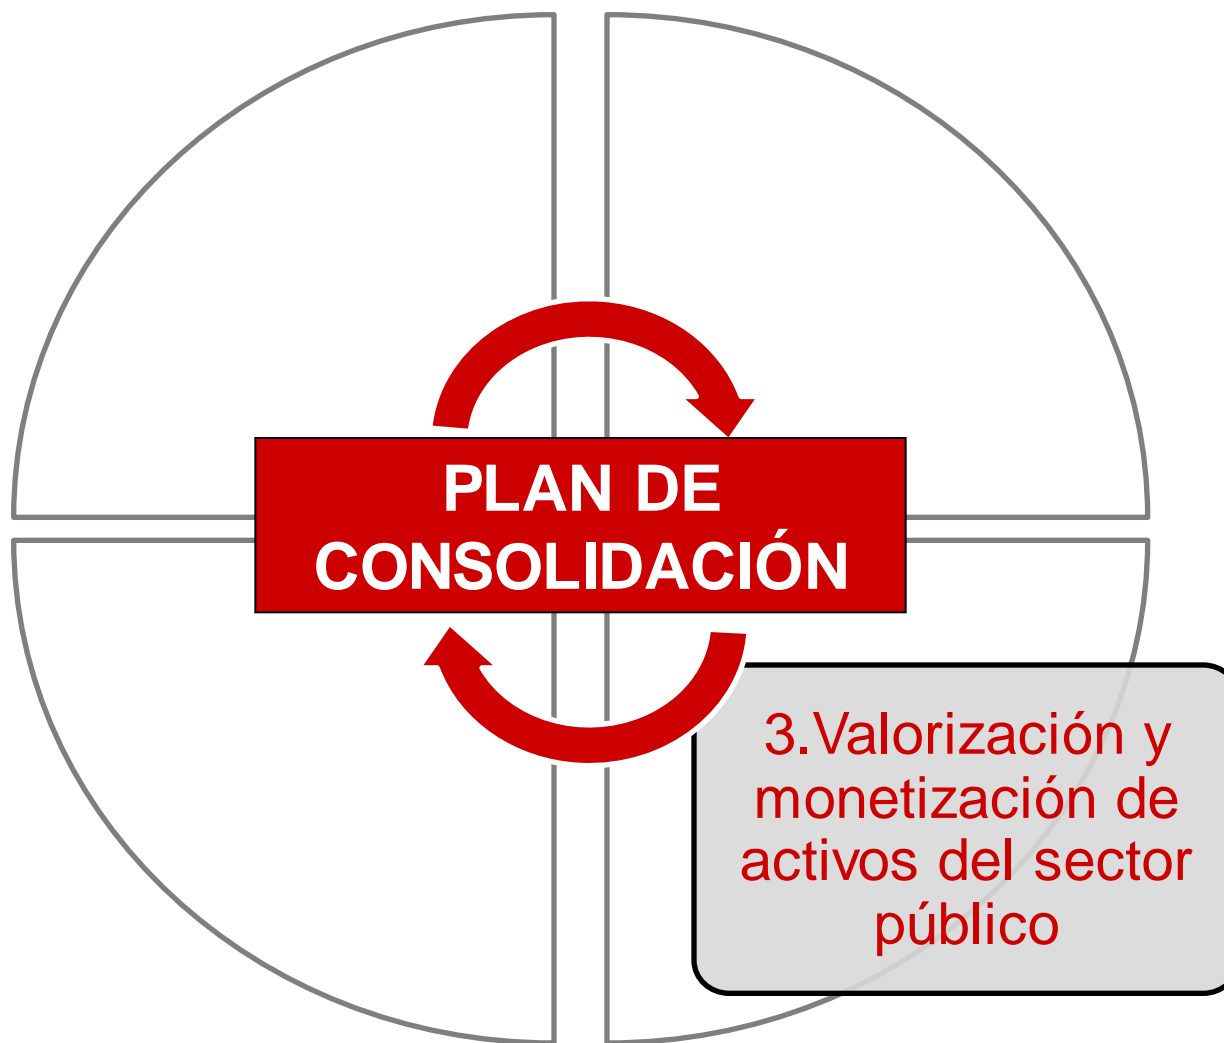 PLAN DE
CONSOLIDACIÓN
3.Valorización y
monetización de
activos del sector
público